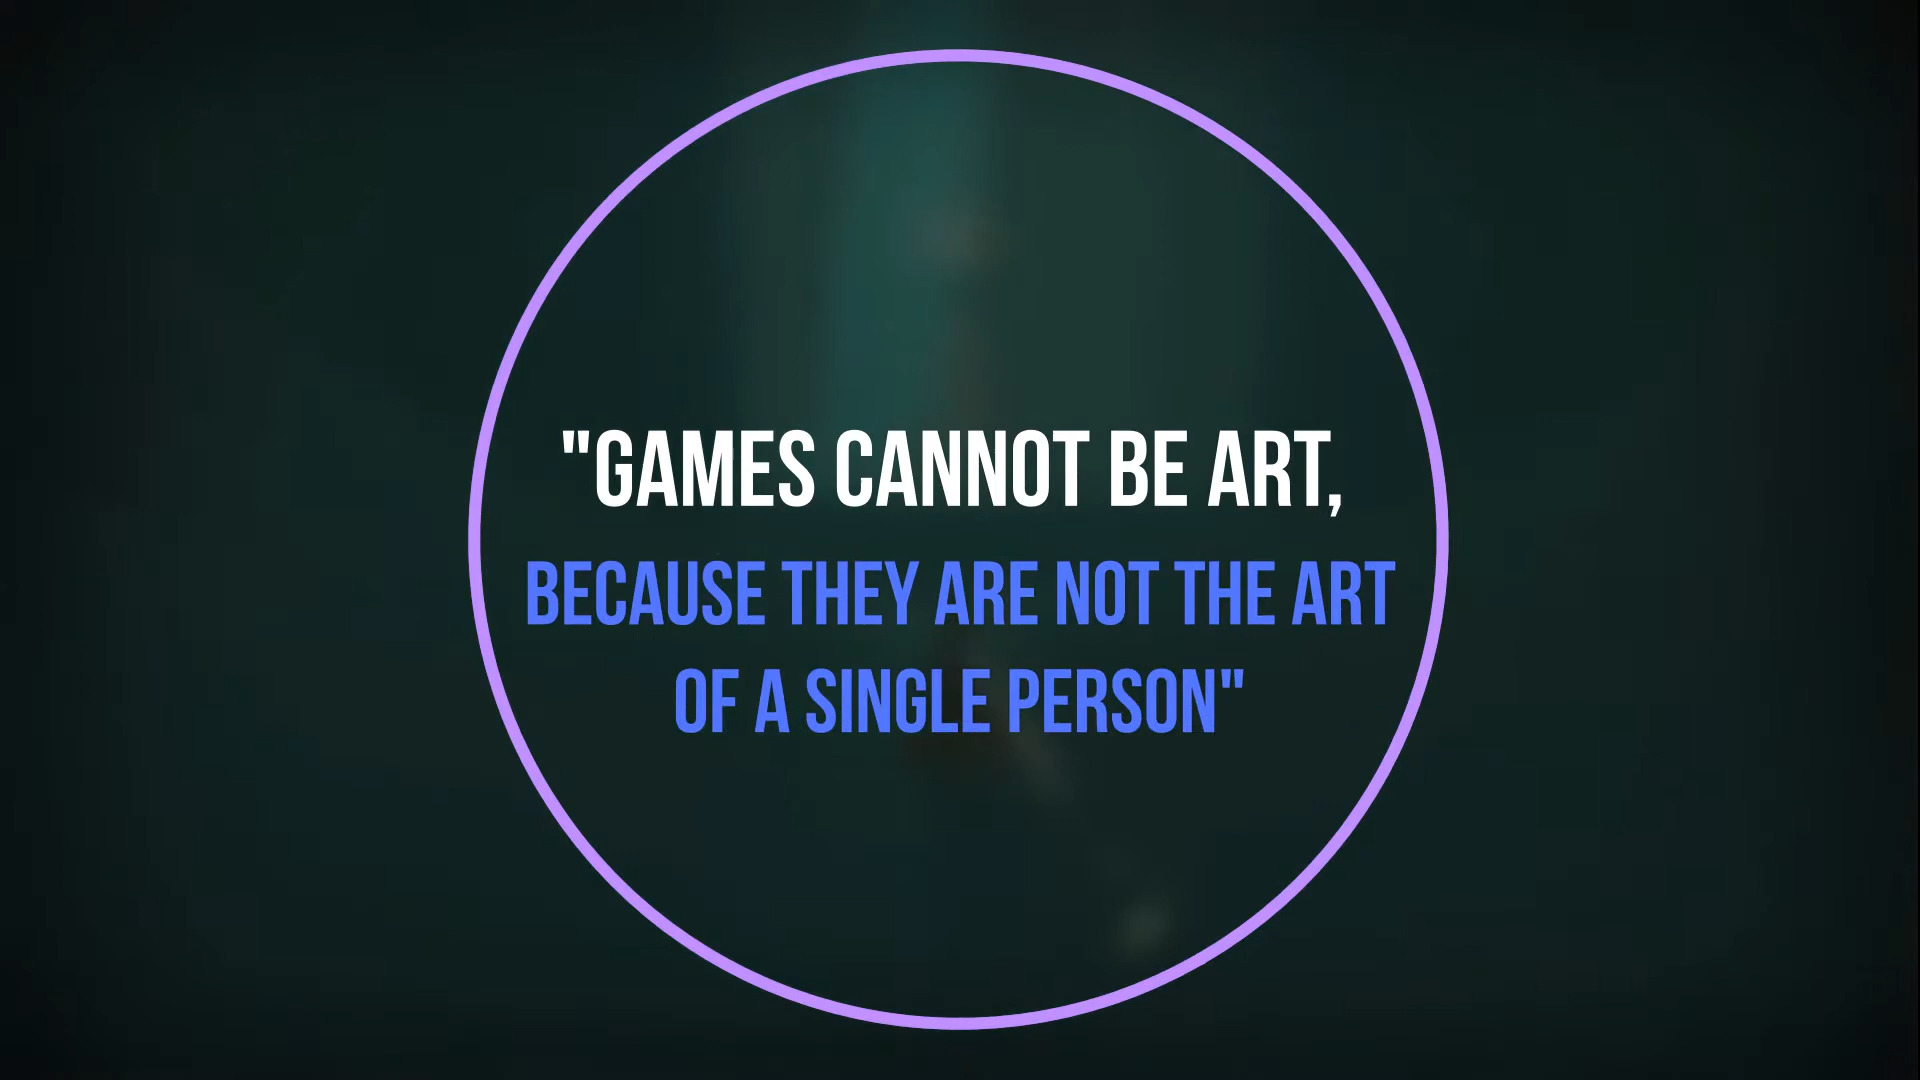 "GAMES CANNOT BE ART,
BECAUSE THEY ARE NOT THE ART
OF A SINGLE PERSON"